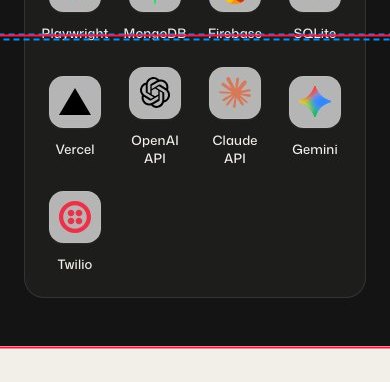 Playwright MongoDB Firebase SQLite
Vercel
OpenAI
API
Claude
API
Gemini
Twilio